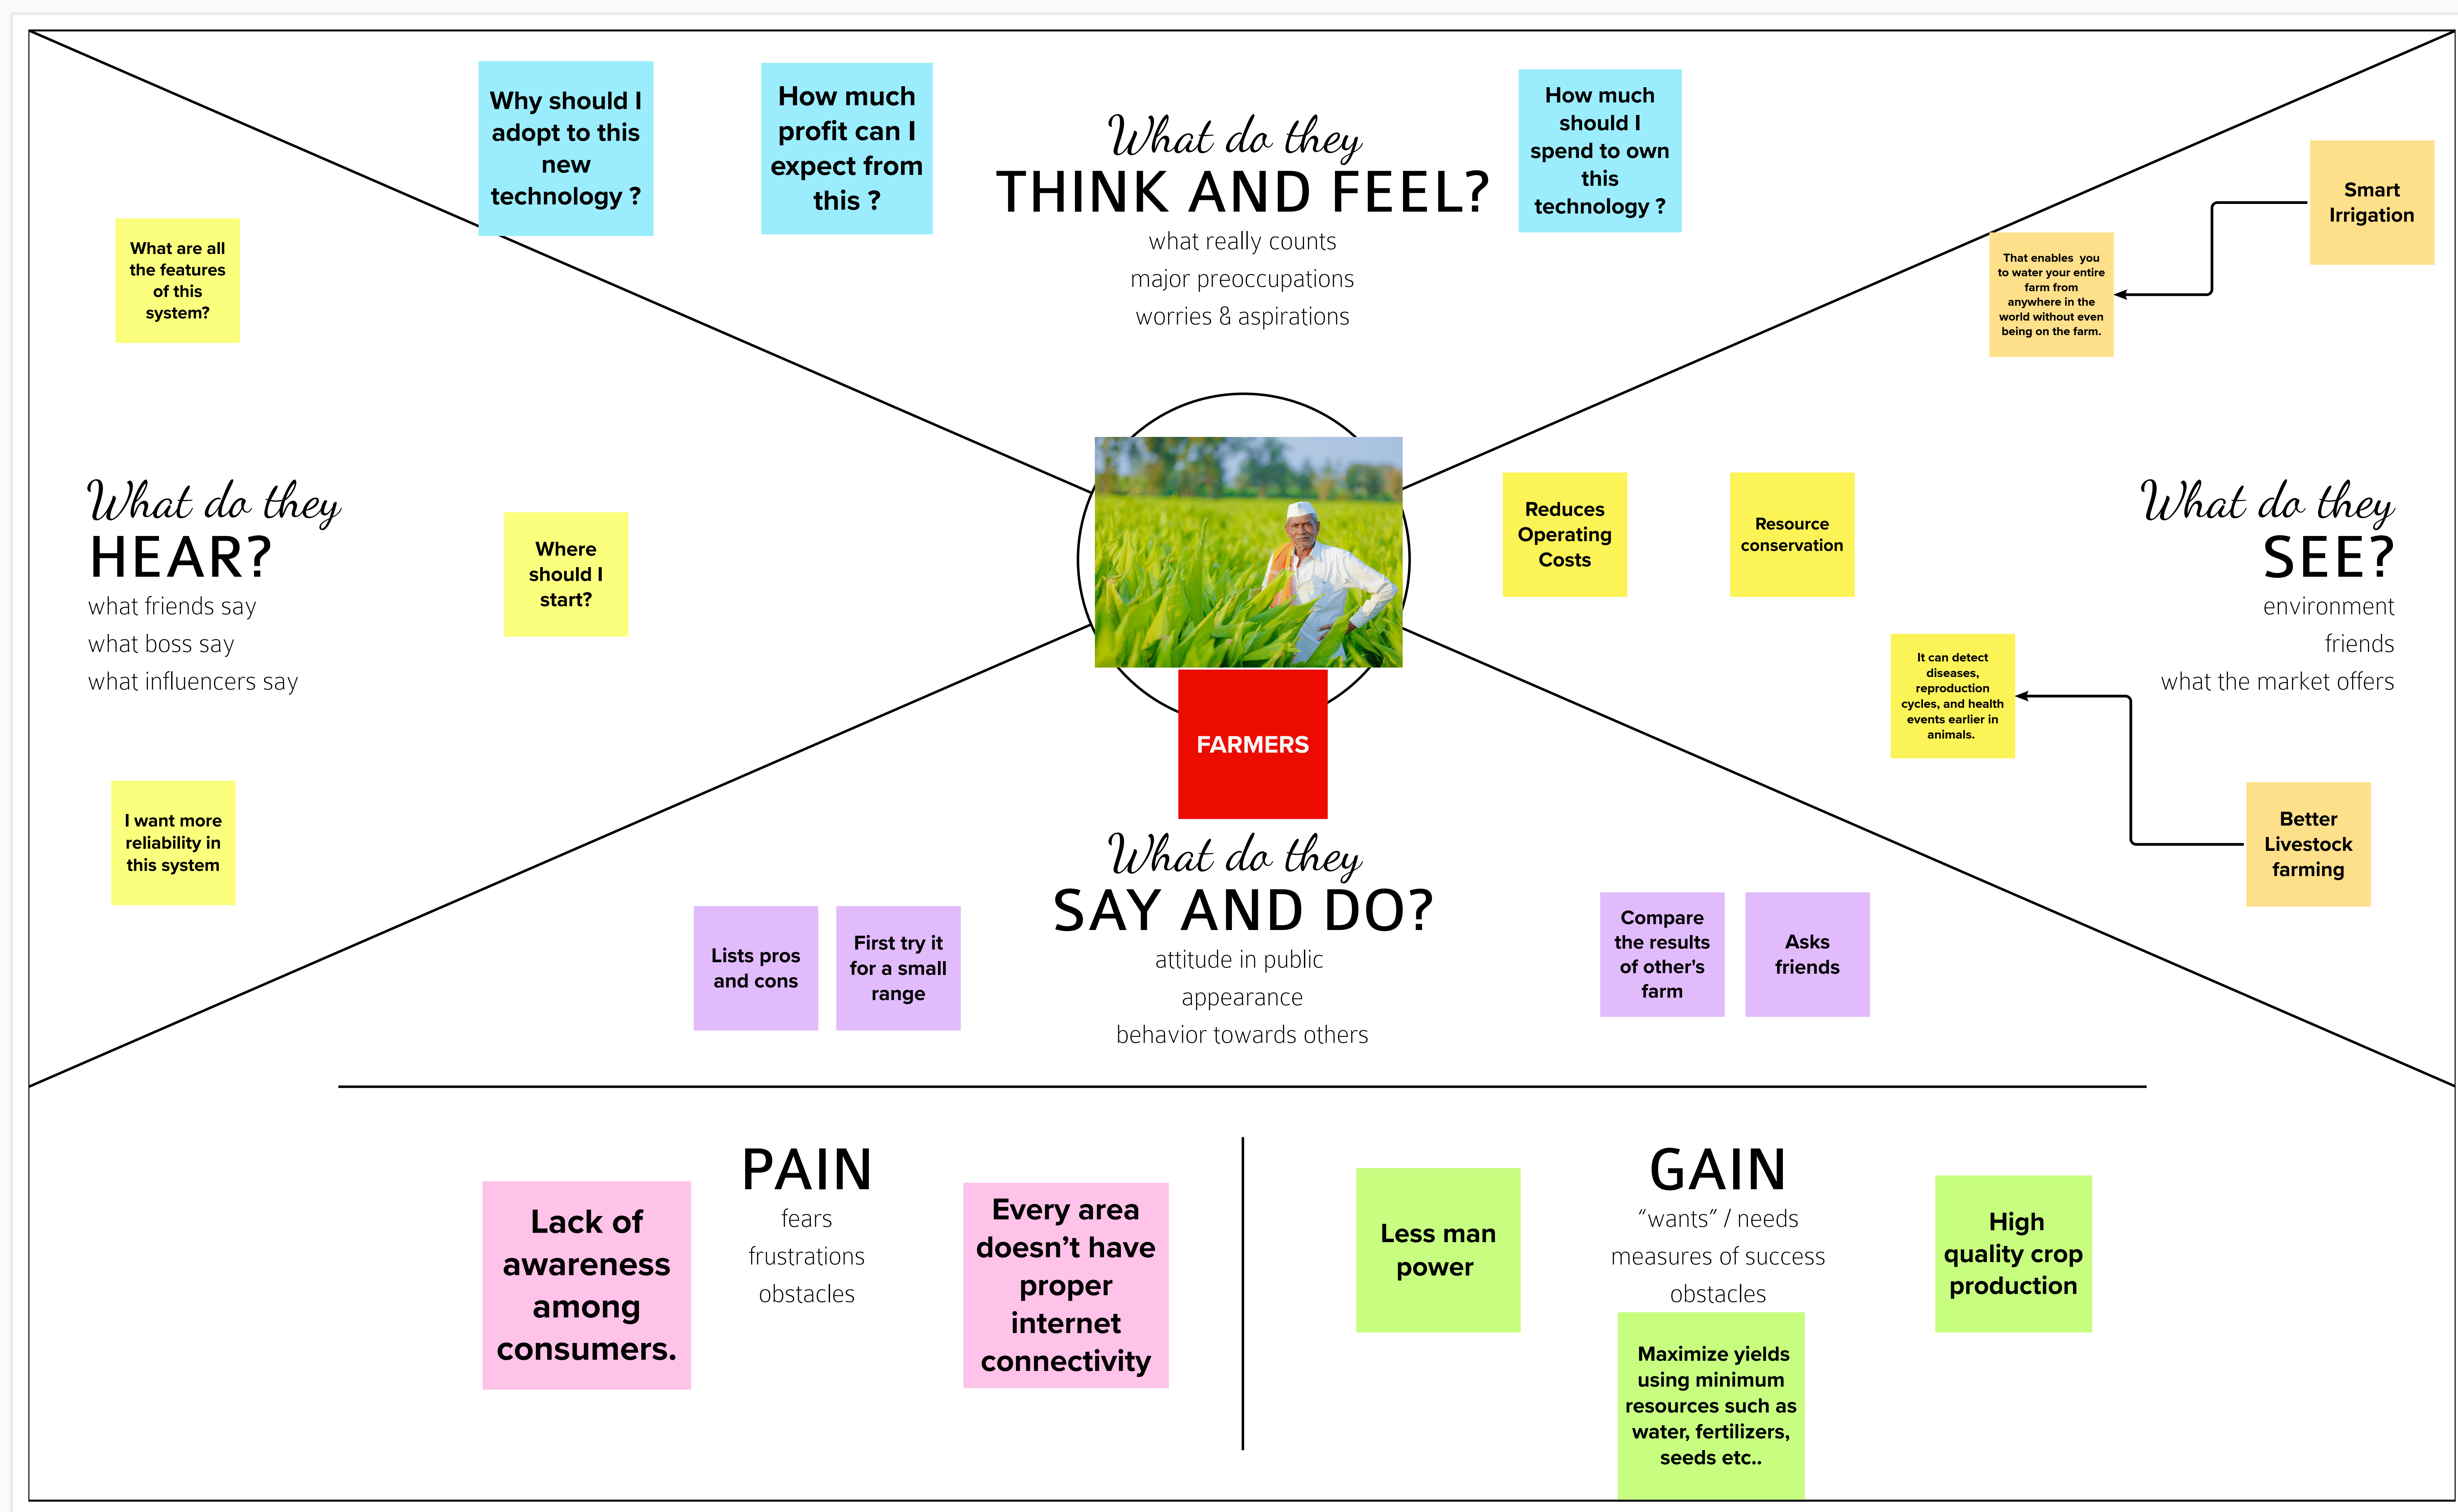 Why should I
adopt to this
new
technology ?
How much
profit can I
expect from
this ?
What do they
THINK AND FEEL?
what really counts
major preoccupations
worries & aspirations
How much
should I
spend to own
this
technology ?
What are all
the features
of this
system?
What do they
HEAR?
what friends say
what boss say
what influencers say
Where
should I
start?
I want more
reliability in
this system
Smart
Irrigation
That enables you
to water your entire
farm from
anywhere in the
world without even
being on the farm.
Reduces
Operating
Costs
Resource
conservation
What do they
SEE?
environment
friends
what the market offers
It can detect
diseases,
reproduction
cycles, and health
events earlier in
animals.
Better
Livestock
farming
FARMERS
What do they
SAY AND DO?
attitude in public
appearance
behavior towards others
Lists pros
and cons
First try it
for a small
range
Compare
the results
of other's
farm
Asks
friends
PAIN
fears
frustrations
obstacles
Lack of
awareness
among
consumers.
Every area
doesn’t have
proper
internet
connectivity
GAIN
“wants” / needs
measures of success
obstacles
Less man
power
High
quality crop
production
Maximize yields
using minimum
resources such as
water, fertilizers,
seeds etc..